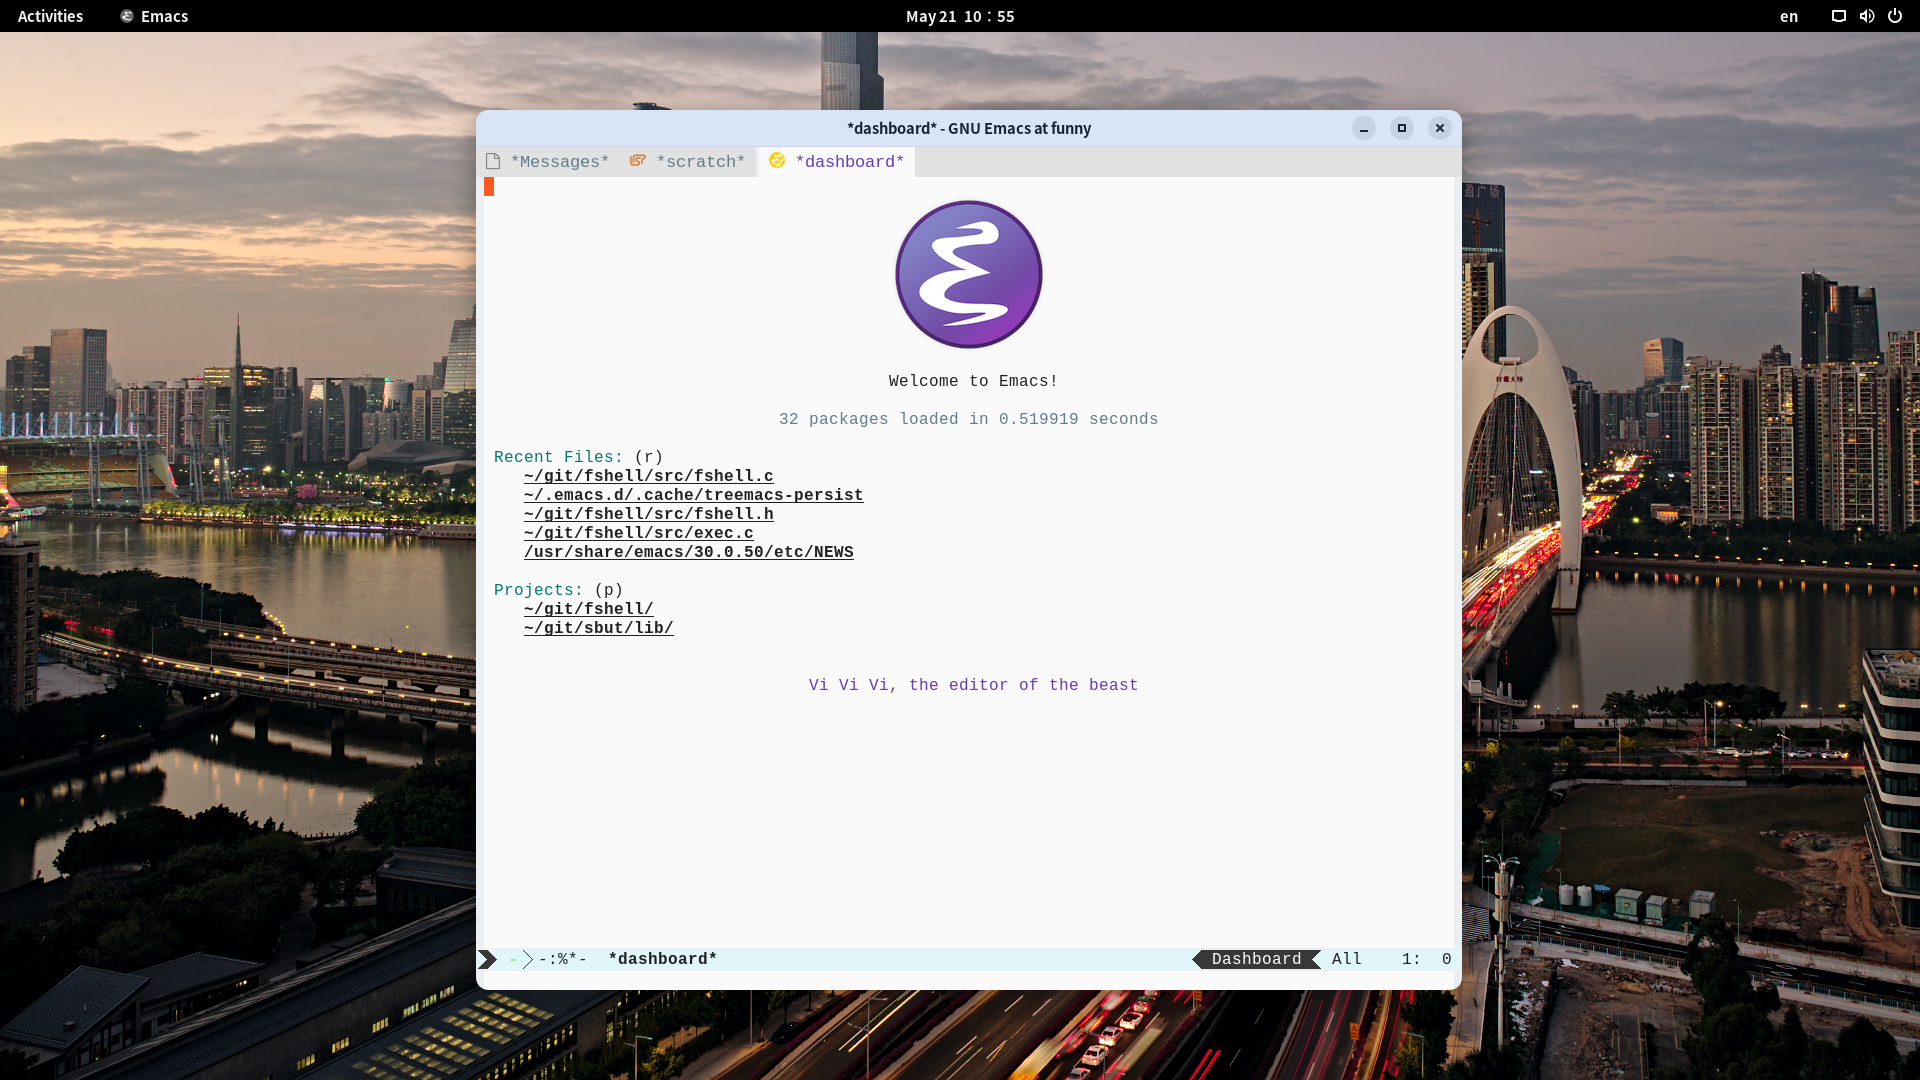 Activities Emacs May 21 10 : 55 en
*dashboard* - GNU Emacs at funny
*Messages* *scratch* *dashboard*
Welcome to Emacs!
32 packages loaded in 0.519919 seconds
Recent Files: (r)
~/git/fshell/src/fshell.c
~/.emacs.d/.cache/treemacs-persist
~/git/fshell/src/fshell.h
~/git/fshell/src/exec.c
/usr/share/emacs/30.0.50/etc/NEWS
Projects: (p)
~/git/fshell/
~/git/sbut/lib/
Vi Vi Vi, the editor of the beast
- -:%*- *dashboard* Dashboard All 1: 0
盈广场